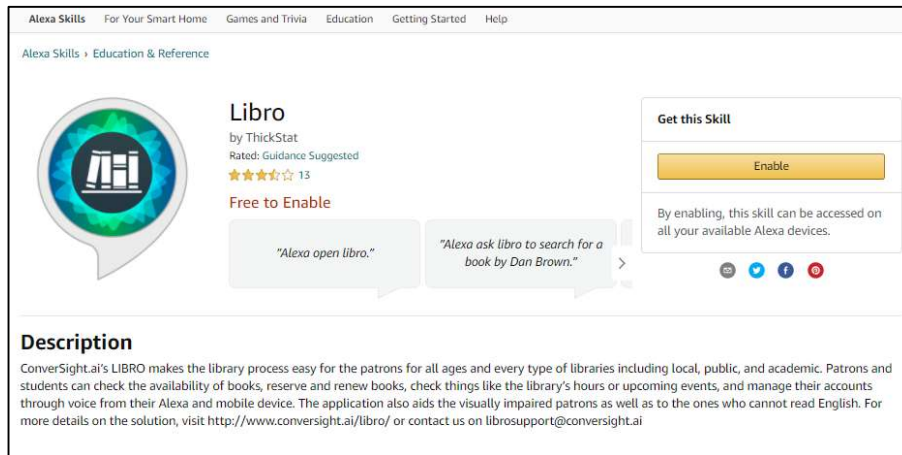 Alexa Skills For Your Smart Home Games and Trivia Education Getting Started Help
Alexa Skills › Education & Reference
Libro
by ThickStat
Rated: Guidance Suggested
13
Free to Enable
"Alexa open libro."
"Alexa ask libro to search for a
book by Dan Brown."
Get this Skill
Enable
By enabling, this skill can be accessed on
all your available Alexa devices.
Description
ConverSight.ai's LIBRO makes the library process easy for the patrons for all ages and every type of libraries including local, public, and academic. Patrons and
students can check the availability of books, reserve and renew books, check things like the library's hours or upcoming events, and manage their accounts
through voice from their Alexa and mobile device. The application also aids the visually impaired patrons as well as to the ones who cannot read English. For
more details on the solution, visit http://www.conversight.ai/libro/ or contact us on librosupport@conversight.ai